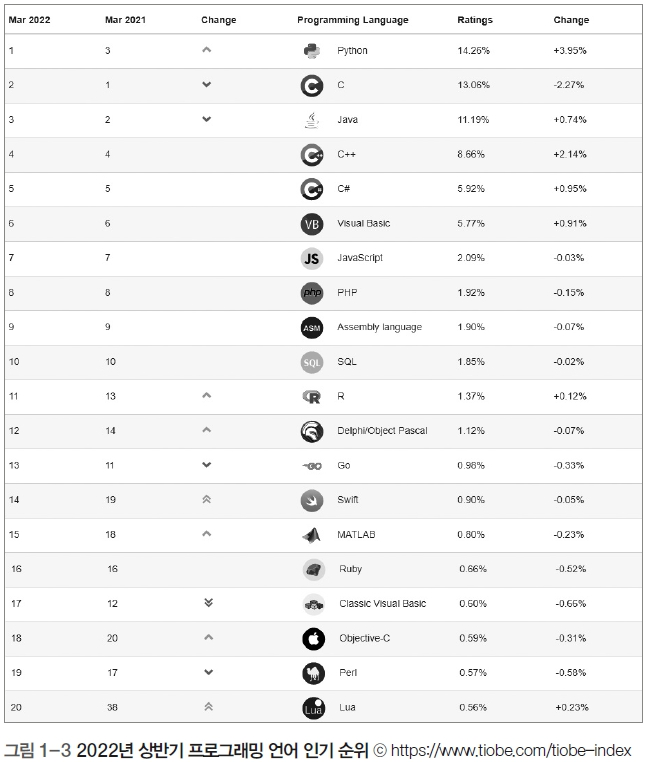 Mar 2022 Mar 2021 Change Programming Language Ratings Change
1 3 Python 14.26% +3.95%
2 1 C 13.06% -2.27%
3 2 Java 11.19% +0.74%
4 4 C++ 8.66% +2.14%
5 5 C# 5.92% +0.95%
6 6 VB Visual Basic 5.77% +0.91%
7 7 JS JavaScript 2.09% -0.03%
8 8 php PHP 1.92% -0.15%
9 9 ASM Assembly language 1.90% -0.07%
10 10 SQL SQL 1.85% -0.02%
11 13 R R 1.37% +0.12%
12 14 Delphi/Object Pascal 1.12% -0.07%
13 11 GO Go 0.98% -0.33%
14 19 Swift 0.90% -0.05%
15 18 MATLAB 0.80% -0.23%
16 16 Ruby 0.66% -0.52%
17 12 Classic Visual Basic 0.60% -0.66%
18 20 Objective-C 0.59% -0.31%
19 17 Perl 0.57% -0.58%
20 38 Lua Lua 0.56% +0.23%
그림 1-3 2022년 상반기 프로그래밍 언어 인기 순위 ⓒ https://www.tiobe.com/tiobe-index